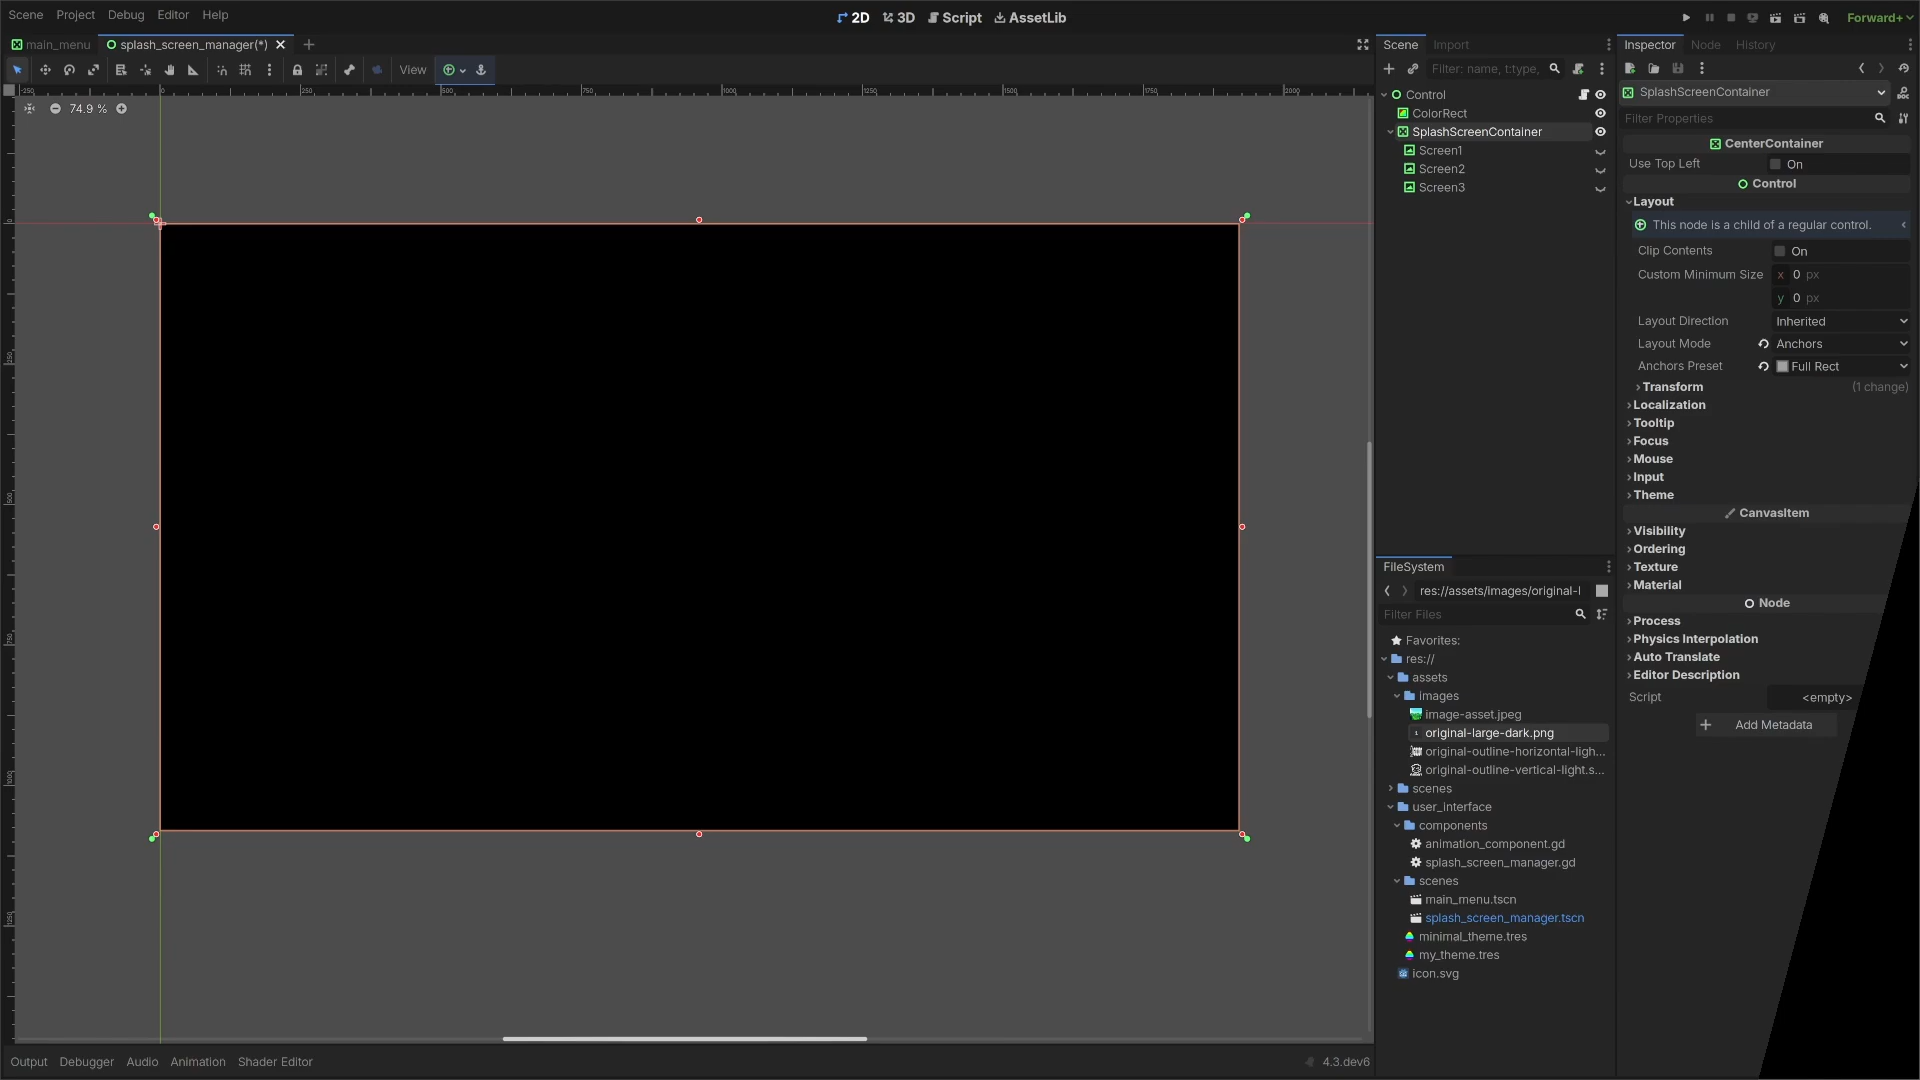 Scene Project Debug Editor Help
2D 3D Script AssetLib
Forward+
main_menu splash_screen_manager(*)
View
74.9 %
Scene Import
Filter: name, t:type,
Control
ColorRect
SplashScreenContainer
Screen1
Screen2
Screen3
FileSystem
res://assets/images/original-l
Filter Files
Favorites:
res://
assets
images
image-asset.jpeg
original-large-dark.png
original-outline-horizontal-ligh...
original-outline-vertical-light.s...
scenes
user_interface
components
animation_component.gd
splash_screen_manager.gd
scenes
main_menu.tscn
splash_screen_manager.tscn
minimal_theme.tres
my_theme.tres
icon.svg
Inspector Node History
SplashScreenContainer
Filter Properties
CenterContainer
Use Top Left On
Control
Layout
This node is a child of a regular control.
Clip Contents On
Custom Minimum Size x 0 px
y 0 px
Layout Direction Inherited
Layout Mode Anchors
Anchors Preset Full Rect
Transform (1 change)
Localization
Tooltip
Focus
Mouse
Input
Theme
CanvasItem
Visibility
Ordering
Texture
Material
Node
Process
Physics Interpolation
Auto Translate
Editor Description
Script <empty>
Add Metadata
Output Debugger Audio Animation Shader Editor
4.3.dev6